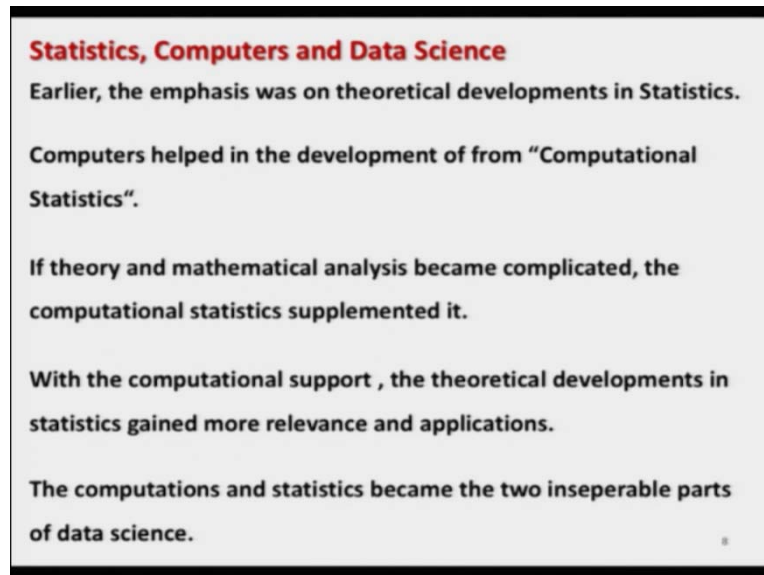 Statistics, Computers and Data Science
Earlier, the emphasis was on theoretical developments in Statistics.
Computers helped in the development of from “Computational
Statistics“.
If theory and mathematical analysis became complicated, the
computational statistics supplemented it.
With the computational support , the theoretical developments in
statistics gained more relevance and applications.
The computations and statistics became the two inseperable parts
of data science.
8